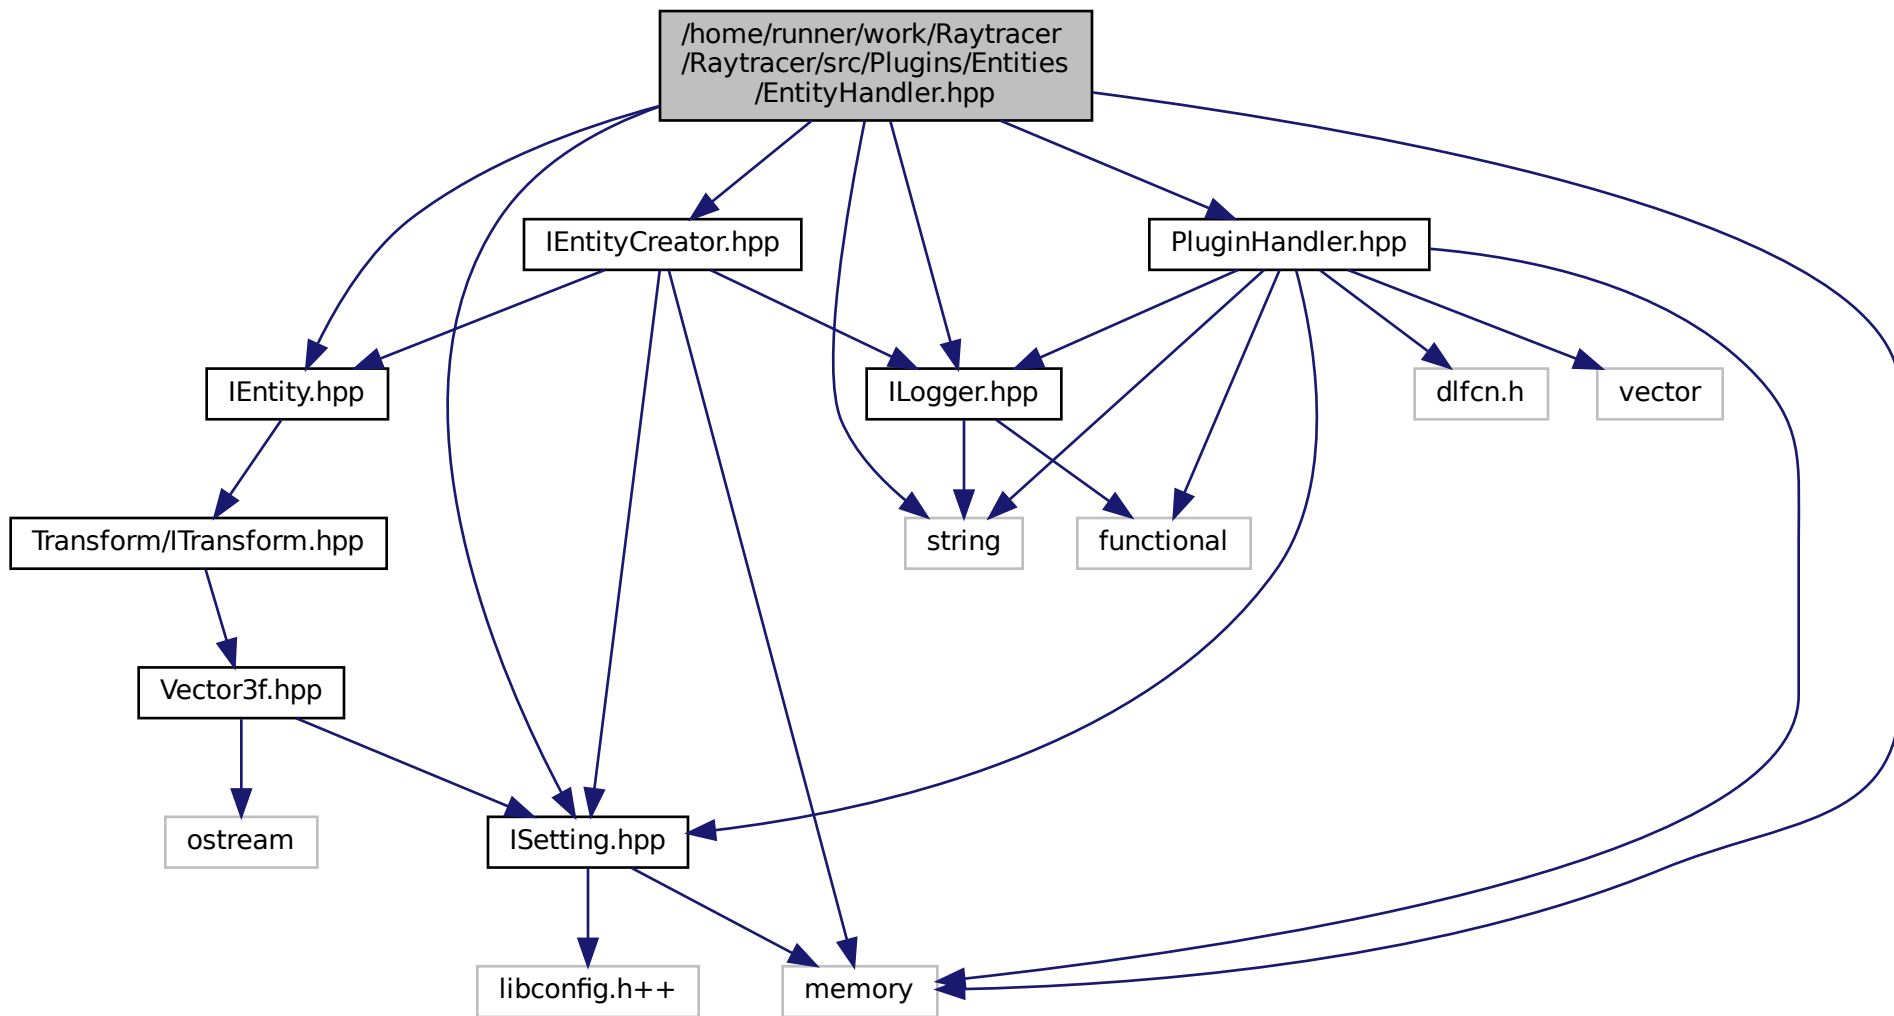 /home/runner/work/Raytracer
/Raytracer/src/Plugins/Entities
/EntityHandler.hpp
IEntityCreator.hpp
PluginHandler.hpp
IEntity.hpp
ILogger.hpp
dlfcn.h
vector
Transform/ITransform.hpp
string
functional
Vector3f.hpp
ostream
ISetting.hpp
libconfig.h++
memory